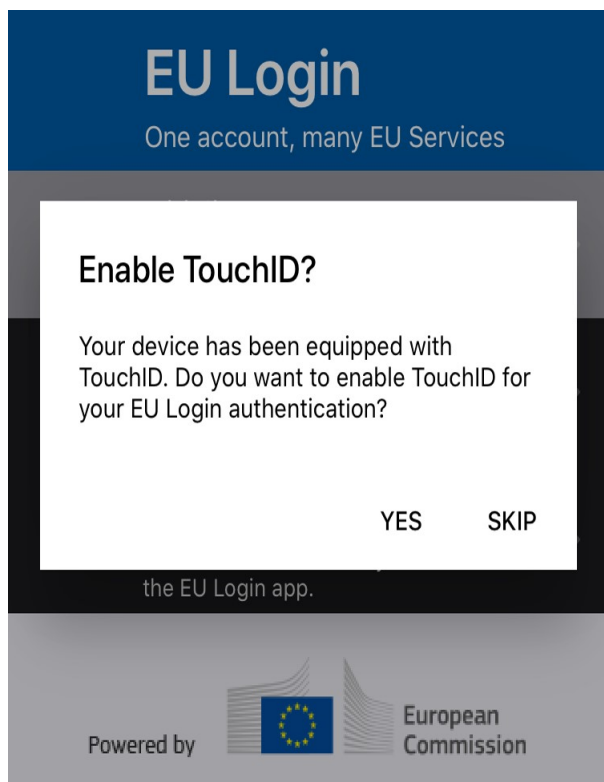 EU Login
One account, many EU Services
Enable TouchID?
Your device has been equipped with
TouchID. Do you want to enable TouchID for
your EU Login authentication?
YES SKIP
the EU Login app.
Powered by
European
Commission